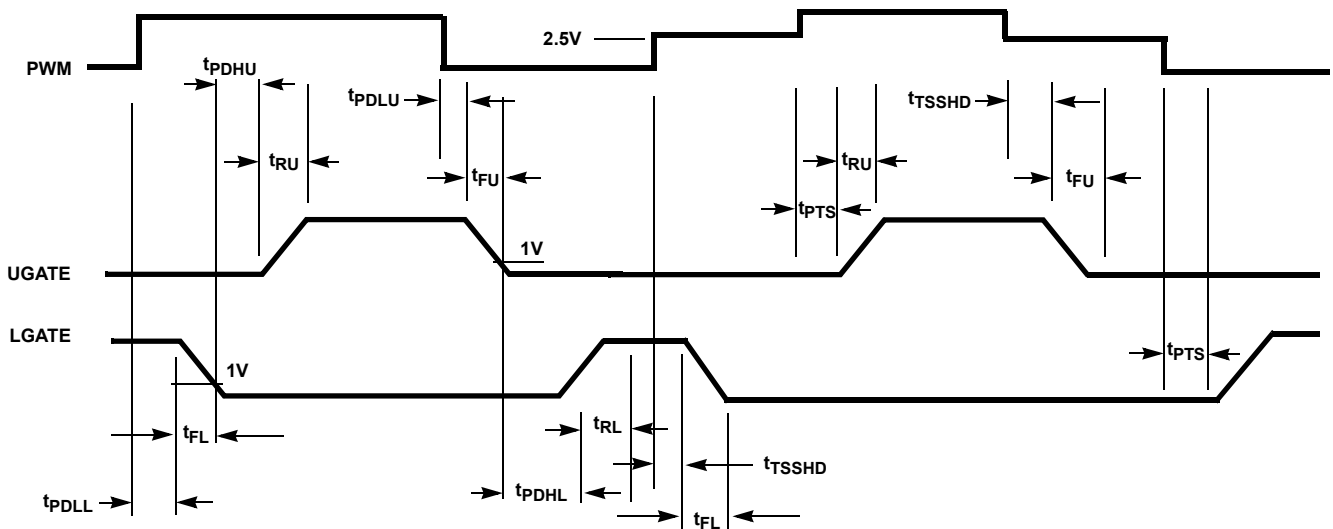 2.5V
PWM
tPDHU
tPDLU
tTSSHD
tRU
tFU
tRU
tFU
tPTS
1V
UGATE
LGATE
1V
tPTS
tFL
tRL
tTSSHD
tPDLL
tPDHL
tFL